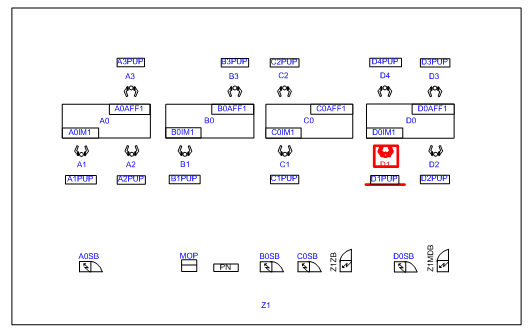 A3PUP B3PUP C2PUP D4PUP D3PUP
A3 B3 C2 D4 D3
A0AFF1 B0AFF1 C0AFF1 D0AFF1
A0 B0 C0 D0
A0IM1 B0IM1 C0IM1 D0IM1
A1 A2 B1 C1 D1 D2
A1PUP A2PUP B1PUP C1PUP D1PUP D2PUP
A0SB MOP B0SB C0SB Z1ZB D0SB Z1MDB
PN
Z1